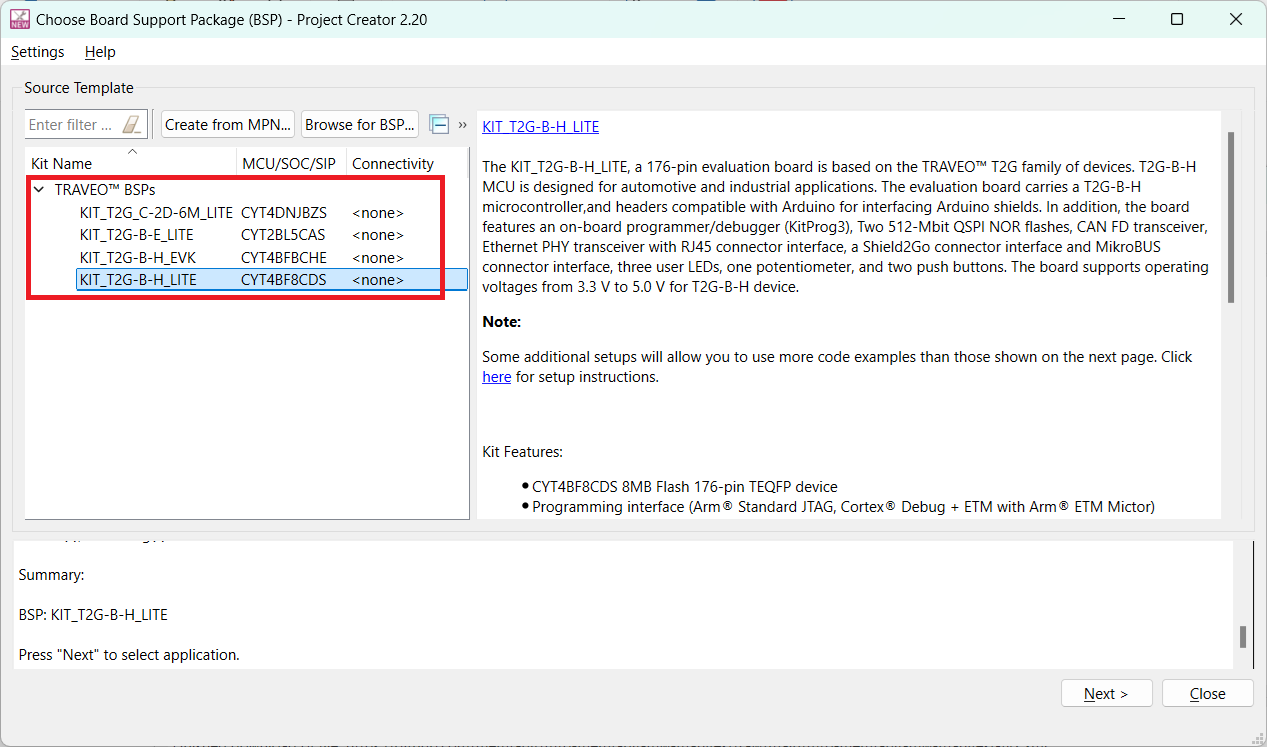 Choose Board Support Package (BSP) - Project Creator 2.20
Settings Help
Source Template
Enter filter ... Create from MPN... Browse for BSP... »
Kit Name MCU/SOC/SIP Connectivity
TRAVEO™ BSPs
KIT_T2G_C-2D-6M_LITE CYT4DNJBZS <none>
KIT_T2G-B-E_LITE CYT2BL5CAS <none>
KIT_T2G-B-H_EVK CYT4BFBCHE <none>
KIT_T2G-B-H_LITE CYT4BF8CDS <none>
KIT_T2G-B-H_LITE
The KIT_T2G-B-H_LITE, a 176-pin evaluation board is based on the TRAVEO™ T2G family of devices. T2G-B-H
MCU is designed for automotive and industrial applications. The evaluation board carries a T2G-B-H
microcontroller,and headers compatible with Arduino for interfacing Arduino shields. In addition, the board
features an on-board programmer/debugger (KitProg3), Two 512-Mbit QSPI NOR flashes, CAN FD transceiver,
Ethernet PHY transceiver with RJ45 connector interface, a Shield2Go connector interface and MikroBUS
connector interface, three user LEDs, one potentiometer, and two push buttons. The board supports operating
voltages from 3.3 V to 5.0 V for T2G-B-H device.
Note:
Some additional setups will allow you to use more code examples than those shown on the next page. Click
here for setup instructions.
Kit Features:
• CYT4BF8CDS 8MB Flash 176-pin TEQFP device
• Programming interface (Arm® Standard JTAG, Cortex® Debug + ETM with Arm® ETM Mictor)
Summary:
BSP: KIT_T2G-B-H_LITE
Press "Next" to select application.
Next > Close